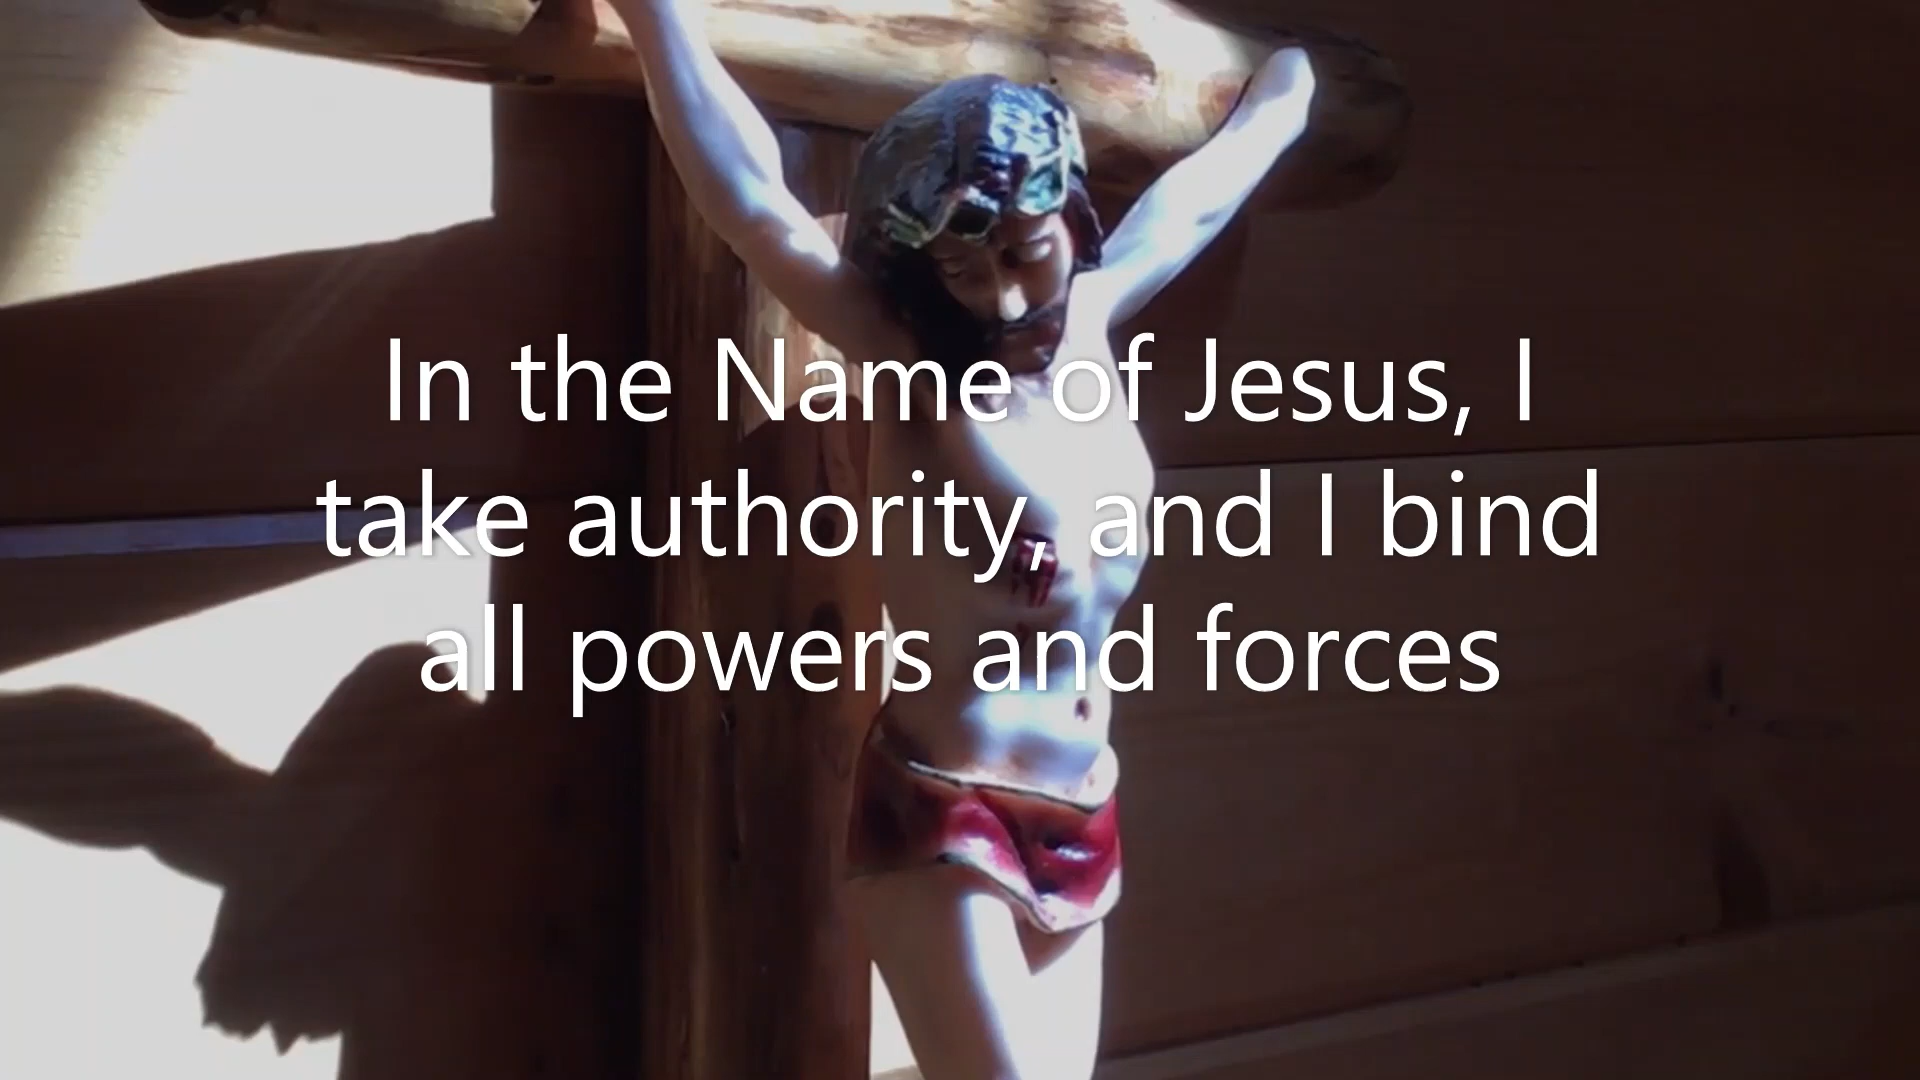 In the Name of Jesus, I
take authority, and I bind
all powers and forces